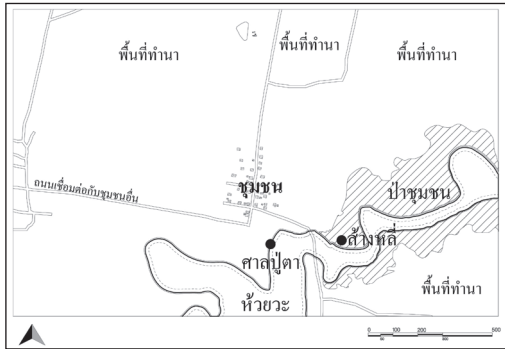 พื้นที่ทำนา
พื้นที่ทำนา
พื้นที่ทำนา
ชุมชน
ถนนเชื่อมต่อกับชุมชนอื่น
ป่าชุมชน
ส้างหลี่
ศาลปู่ตา
ห้วยวะ
พื้นที่ทำนา
0 100 200 500